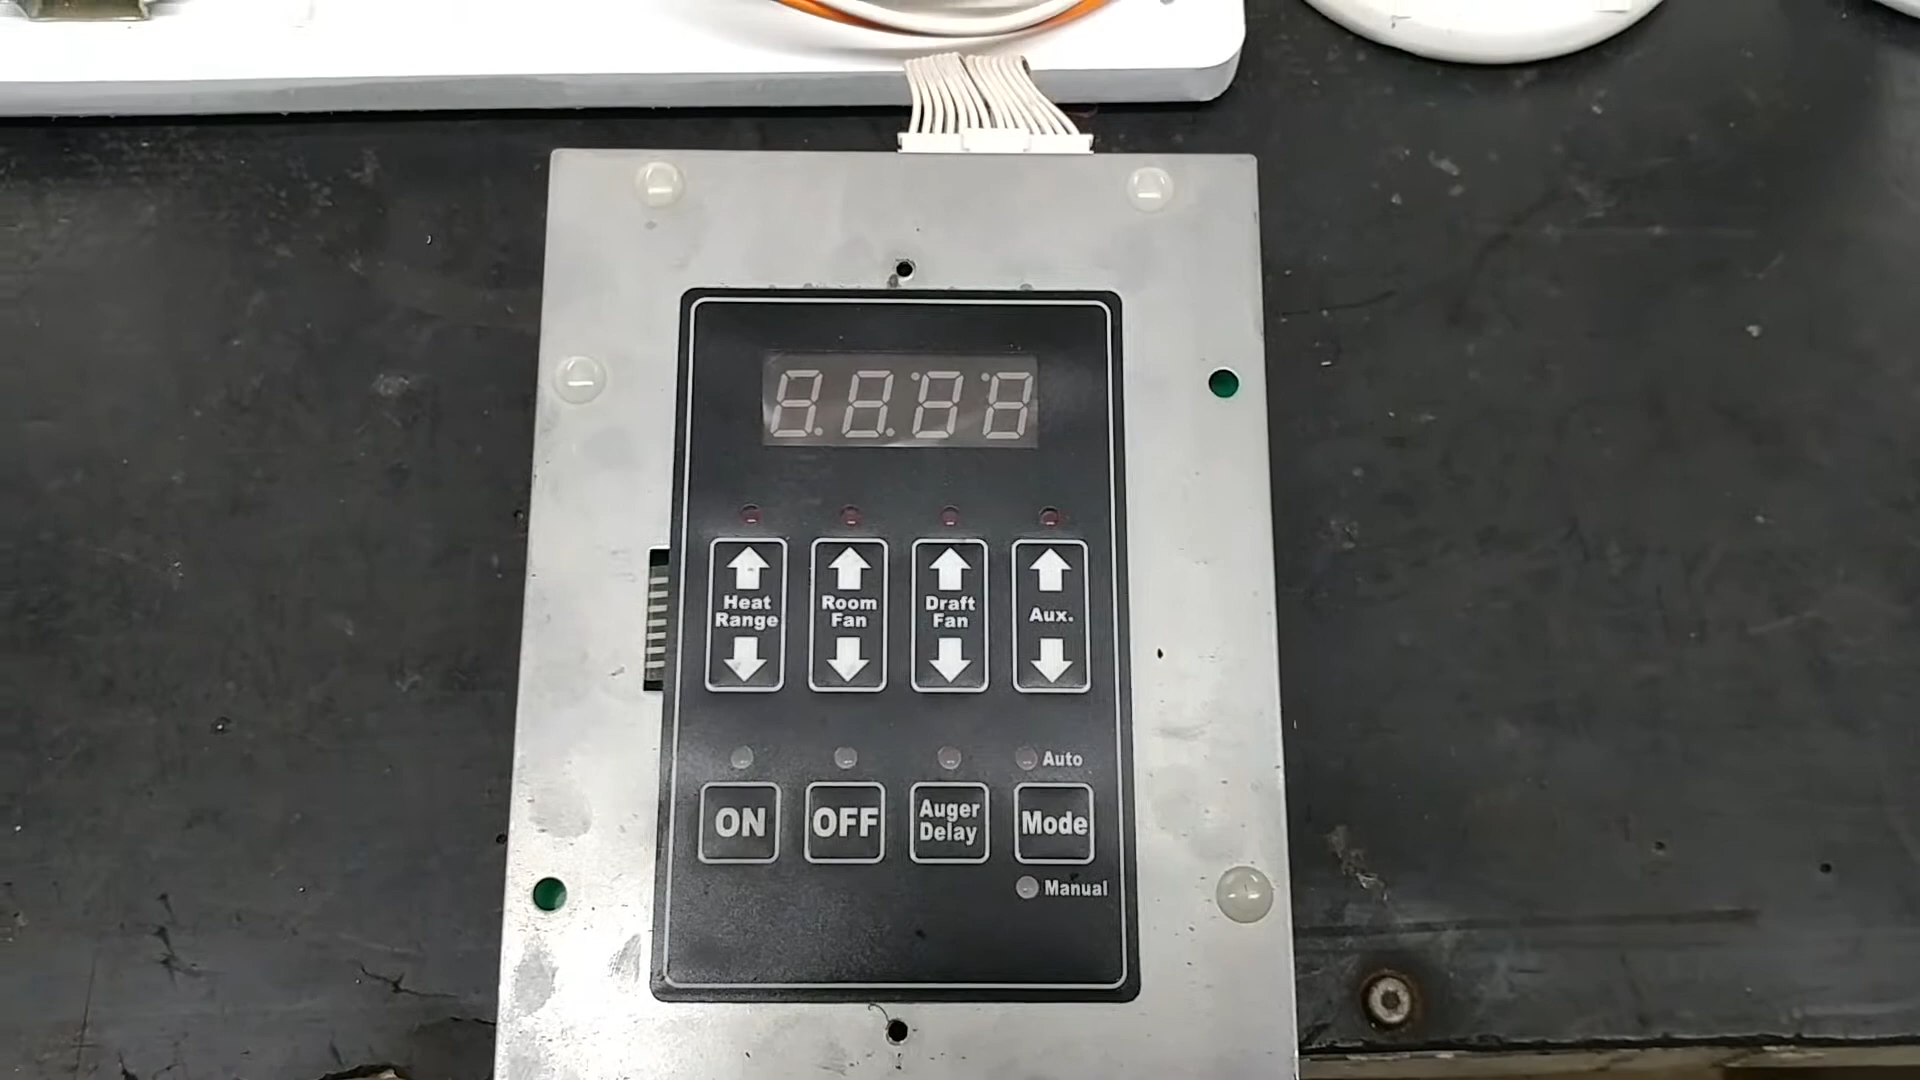 Heat
Range
Room
Fan
Draft
Fan
Aux.
Auto
ON
OFF
Auger
Delay
Mode
Manual